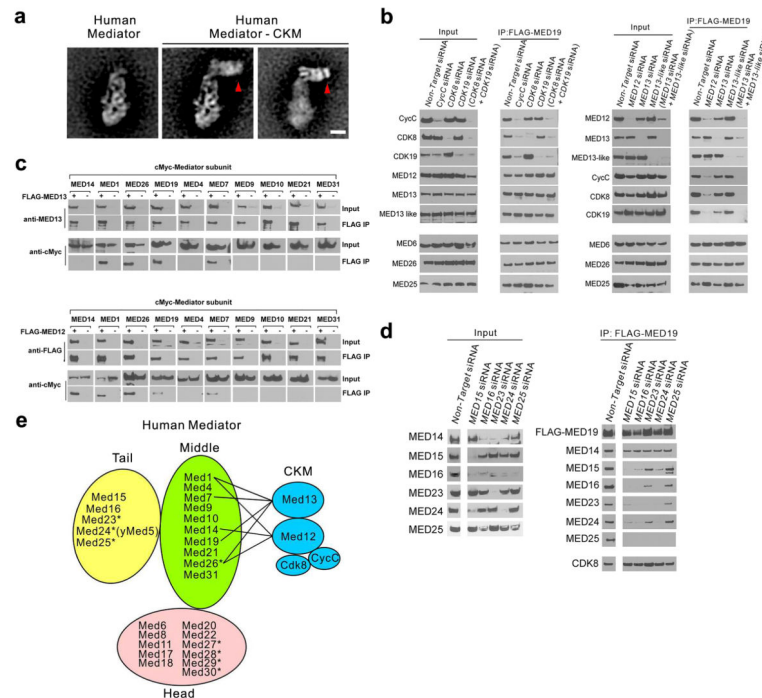 a
Human
Mediator
Human
Mediator - CKM
b
Input
IP:FLAG-MED19
Non-Target siRNA
CycC siRNA
CDK8 siRNA
CDK19 siRNA
(CDK8 siRNA
+ CDK19 siRNA)
Non-Target siRNA
CycC siRNA
CDK8 siRNA
CDK19 siRNA
(CDK8 siRNA
+ CDK19 siRNA)
CycC
CDK8
CDK19
MED12
MED13
MED13 like
MED6
MED26
MED25
Input
IP:FLAG-MED19
Non-Target siRNA
MED12 siRNA
MED13 siRNA
MED13-like siRNA
(MED13 siRNA
+ MED13-like siRNA)
Non-Target siRNA
MED12 siRNA
MED13 siRNA
MED13-like siRNA
(MED13 siRNA
+ MED13-like siRNA)
MED12
MED13
MED13-like
CycC
CDK8
CDK19
MED6
MED26
MED25
c
cMyc-Mediator subunit
MED14 MED1 MED26 MED19 MED4 MED7 MED9 MED10 MED21 MED31
FLAG-MED13 + - + - + - + - + - + - + - + - + - + -
anti-MED13
Input
FLAG IP
anti-cMyc
Input
FLAG IP
cMyc-Mediator subunit
MED14 MED1 MED26 MED19 MED4 MED7 MED9 MED10 MED21 MED31
FLAG-MED12 + - + - + - + - + - + - + - + - + - + -
anti-FLAG
Input
FLAG IP
anti-cMyc
Input
FLAG IP
d
Input
Non-Target siRNA
MED15 siRNA
MED16 siRNA
MED23 siRNA
MED24 siRNA
MED25 siRNA
MED14
MED15
MED16
MED23
MED24
MED25
IP: FLAG-MED19
Non-Target siRNA
MED15 siRNA
MED16 siRNA
MED23 siRNA
MED24 siRNA
MED25 siRNA
FLAG-MED19
MED14
MED15
MED16
MED23
MED24
MED25
CDK8
e
Human Mediator
Tail
Med15
Med16
Med23*
Med24*(yMed5)
Med25*
Middle
Med1
Med4
Med7
Med9
Med10
Med14
Med19
Med21
Med26*
Med31
CKM
Med13
Med12
Cdk8
CycC
Med6 Med20
Med8 Med22
Med11 Med27*
Med17 Med28*
Med18 Med29*
Med30*
Head